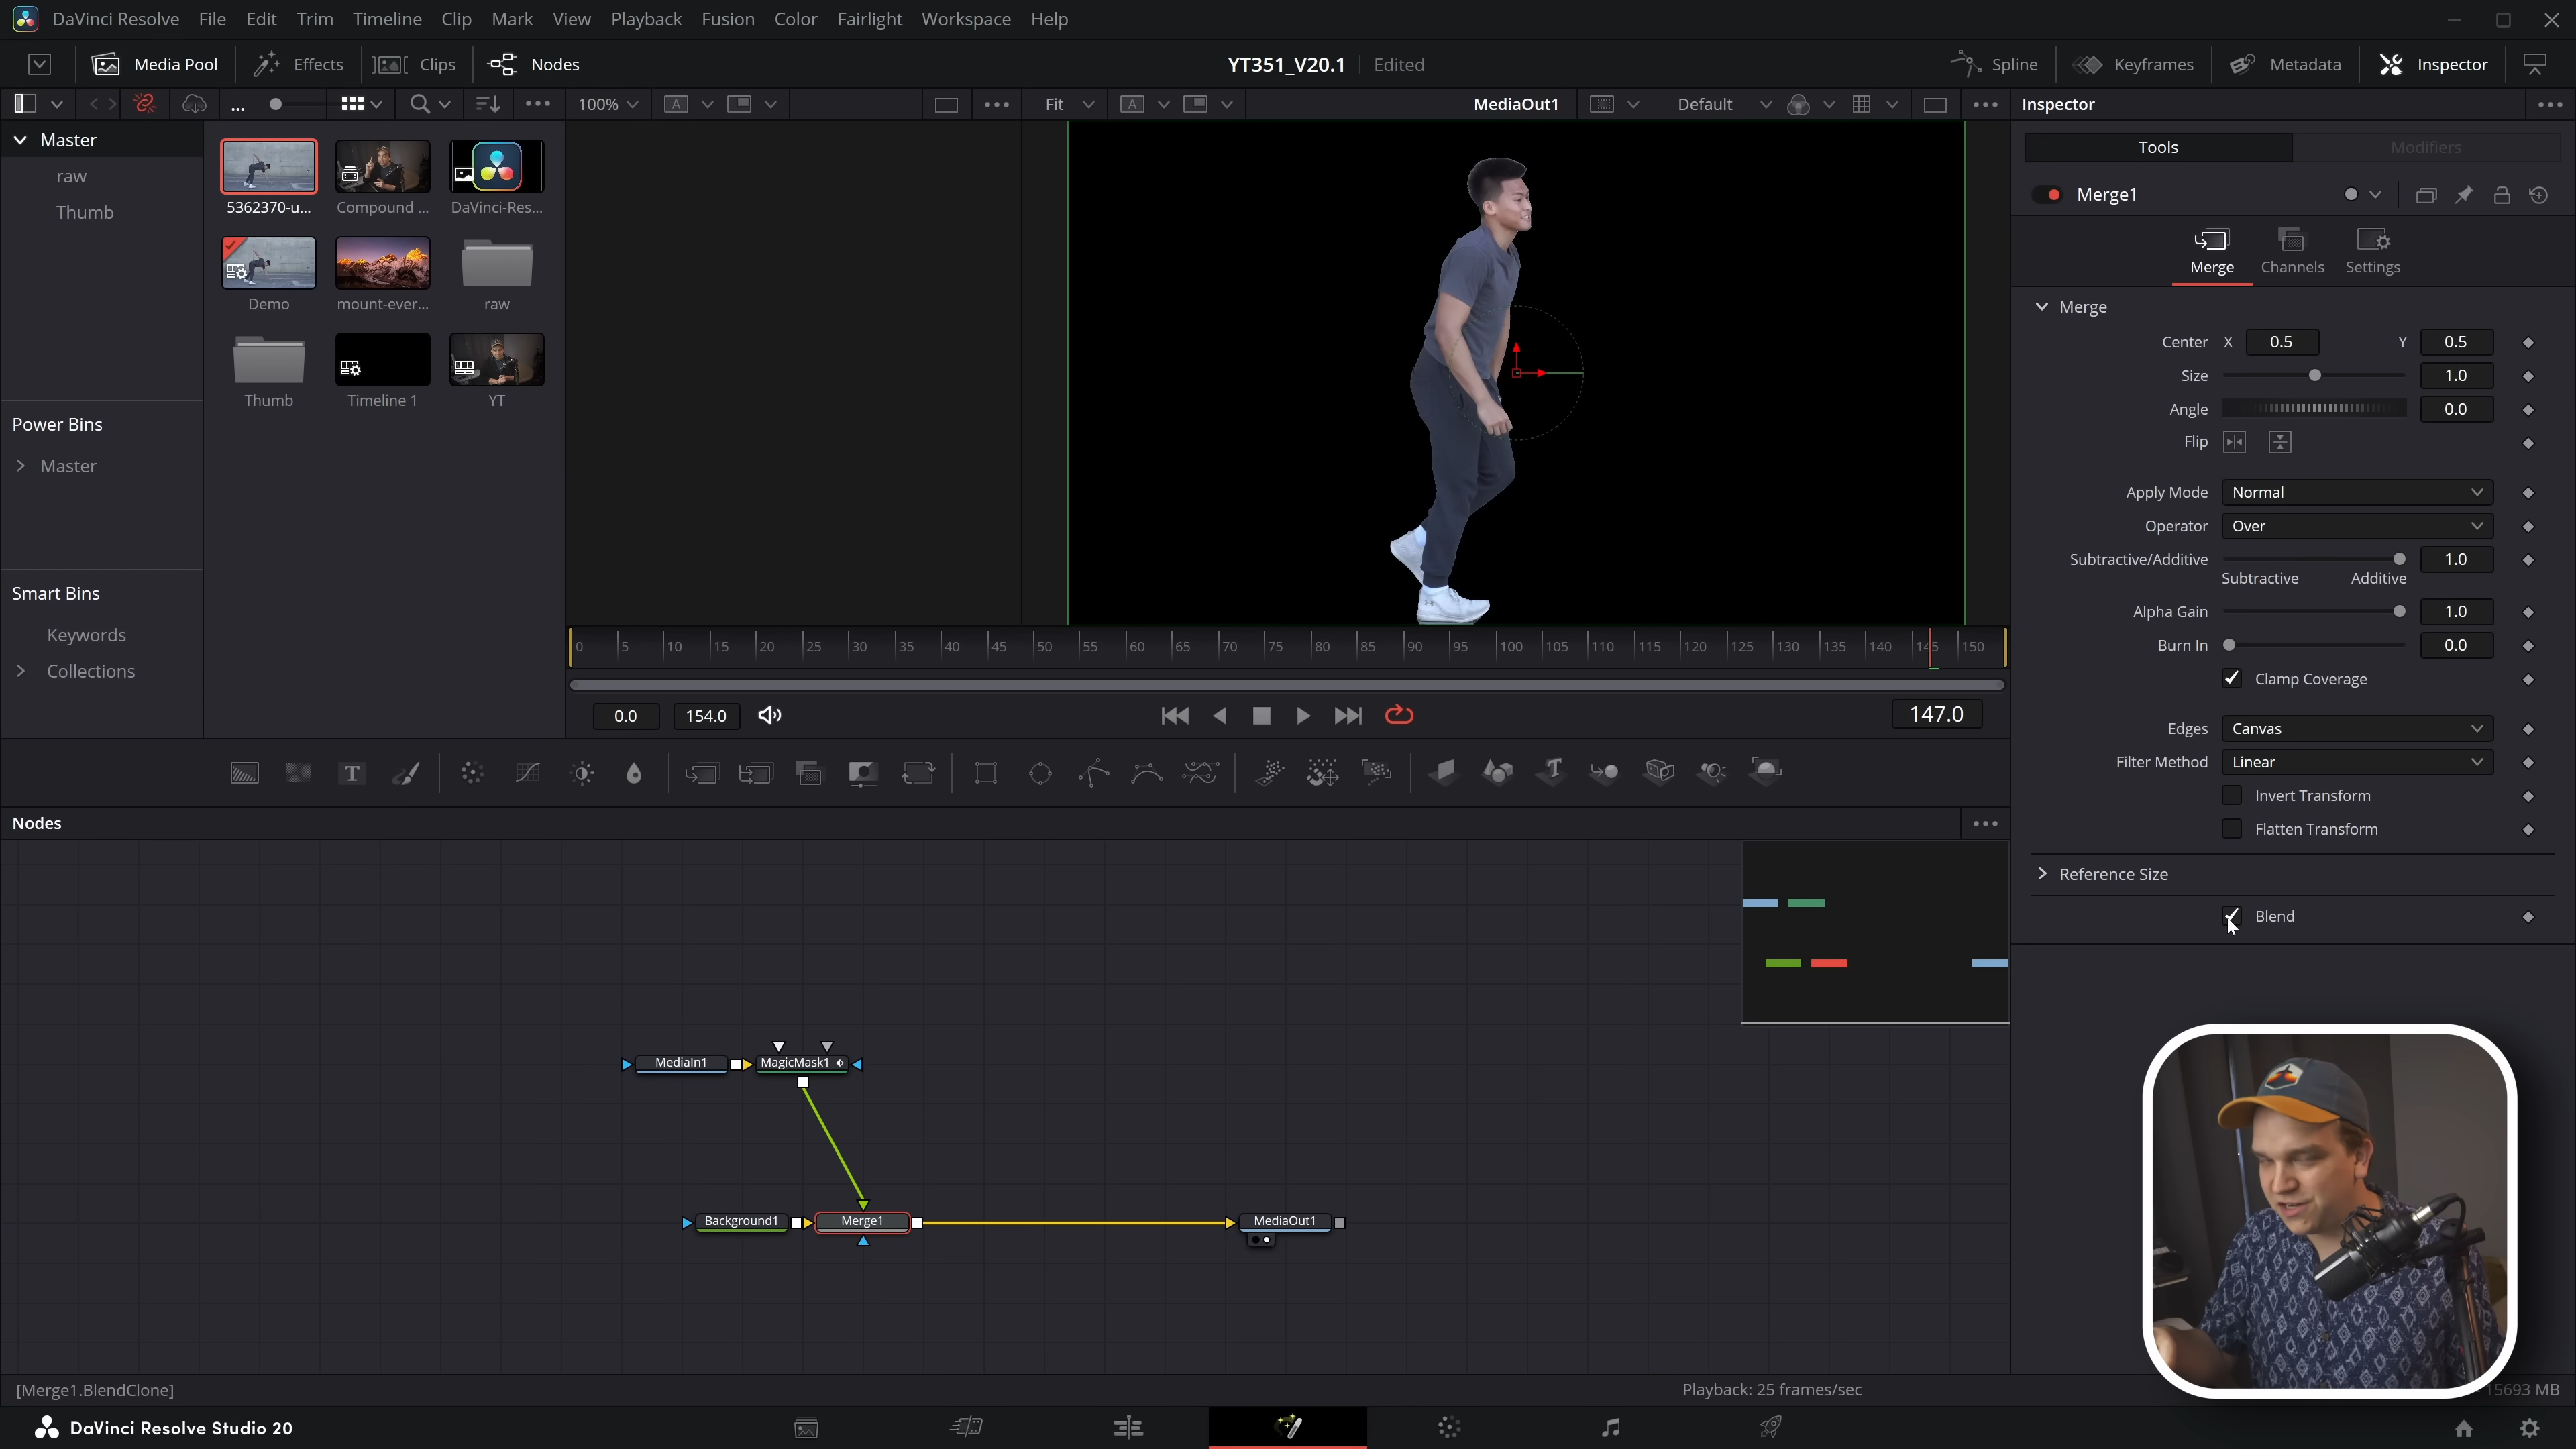 DaVinci Resolve File Edit Trim Timeline Clip Mark View Playback Fusion Color Fairlight Workspace Help
Media Pool Effects Clips Nodes YT351_V20.1 Edited Spline Keyframes Metadata Inspector
... 100% Fit MediaOut1 Default Inspector
Master
raw
Thumb
5362370-u... Compound ... DaVinci-Res...
Demo mount-ever... raw
Thumb Timeline 1 YT
Power Bins
Master
Smart Bins
Keywords
Collections
0 5 10 15 20 25 30 35 40 45 50 55 60 65 70 75 80 85 90 95 100 105 110 115 120 125 130 135 140 145 150
0.0 154.0 147.0
Tools Modifiers
Merge1
Merge Channels Settings
Merge
Center X 0.5 Y 0.5
Size 1.0
Angle 0.0
Flip
Apply Mode Normal
Operator Over
Subtractive/Additive 1.0
Subtractive Additive
Alpha Gain 1.0
Burn In 0.0
Clamp Coverage
Edges Canvas
Filter Method Linear
Invert Transform
Flatten Transform
Reference Size
Blend
Nodes
MediaIn1 MagicMask1
Background1 Merge1 MediaOut1
[Merge1.BlendClone] Playback: 25 frames/sec 15693 MB
DaVinci Resolve Studio 20